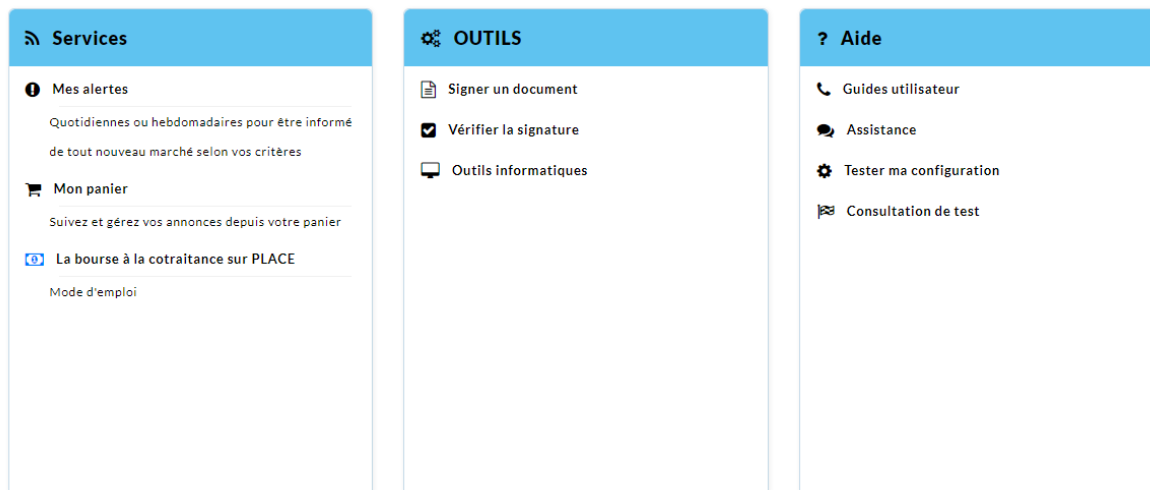 Services
Mes alertes
Quotidiennes ou hebdomadaires pour être informé
de tout nouveau marché selon vos critères
Mon panier
Suivez et gérez vos annonces depuis votre panier
La bourse à la cotraitance sur PLACE
Mode d'emploi
OUTILS
Signer un document
Vérifier la signature
Outils informatiques
Aide
Guides utilisateur
Assistance
Tester ma configuration
Consultation de test